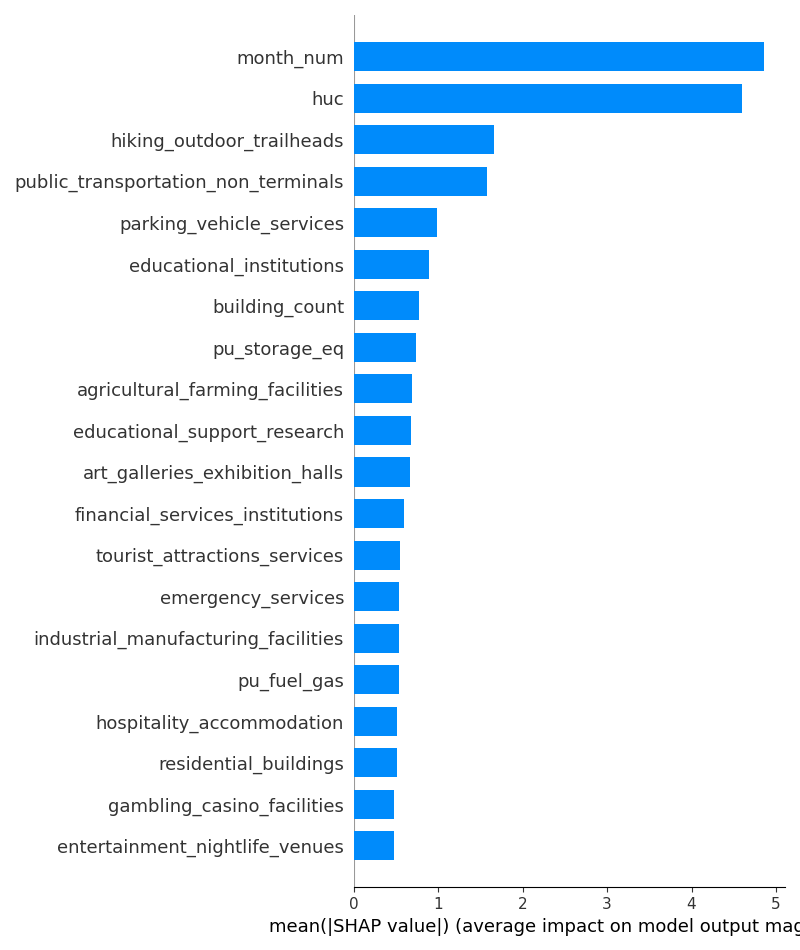 month_num
huc
hiking_outdoor_trailheads
public_transportation_non_terminals
parking_vehicle_services
educational_institutions
building_count
pu_storage_eq
agricultural_farming_facilities
educational_support_research
art_galleries_exhibition_halls
financial_services_institutions
tourist_attractions_services
emergency_services
industrial_manufacturing_facilities
pu_fuel_gas
hospitality_accommodation
residential_buildings
gambling_casino_facilities
entertainment_nightlife_venues
0 1 2 3 4 5
mean(|SHAP value|) (average impact on model output mag